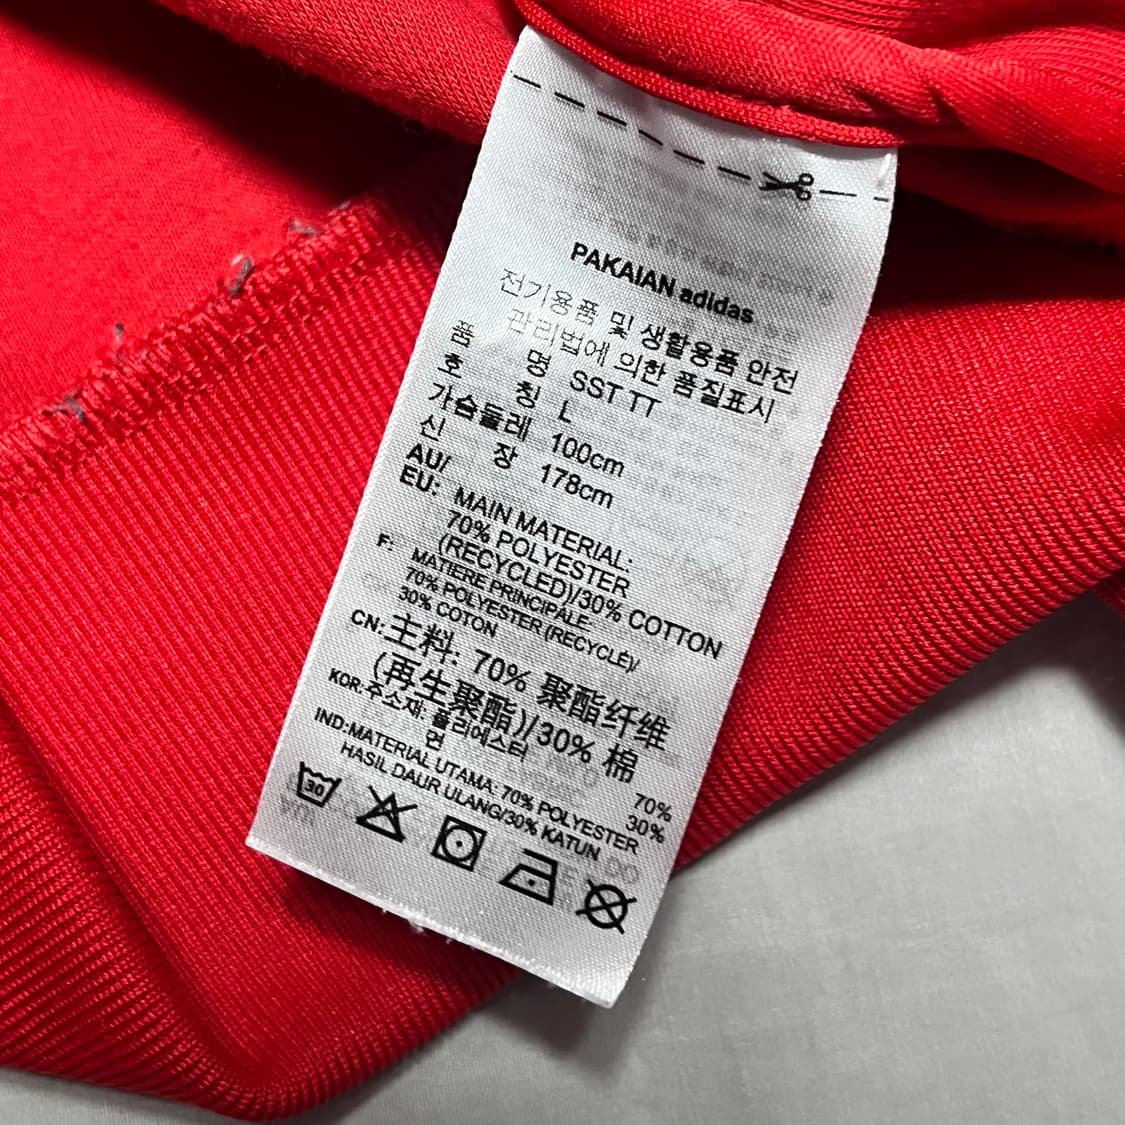 PAKAIAN adidas
전기용품 및 생활용품 안전
관리법에 의한 품질표시
품 명 SST TT
호 칭 L
가슴둘레 100cm
신 장 178cm
AU/
EU: MAIN MATERIAL:
70% POLYESTER
(RECYCLED)/30% COTTON
F: MATIERE PRINCIPALE:
70% POLYESTER (RECYCLÉ)/
30% COTON
CN: 主料: 70% 聚酯纤维
(再生聚酯)/30% 棉
KOR: 주소재: 폴리에스터 70%
면 30%
IND:MATERIAL UTAMA: 70% POLYESTER
HASIL DAUR ULANG/30% KATUN
30